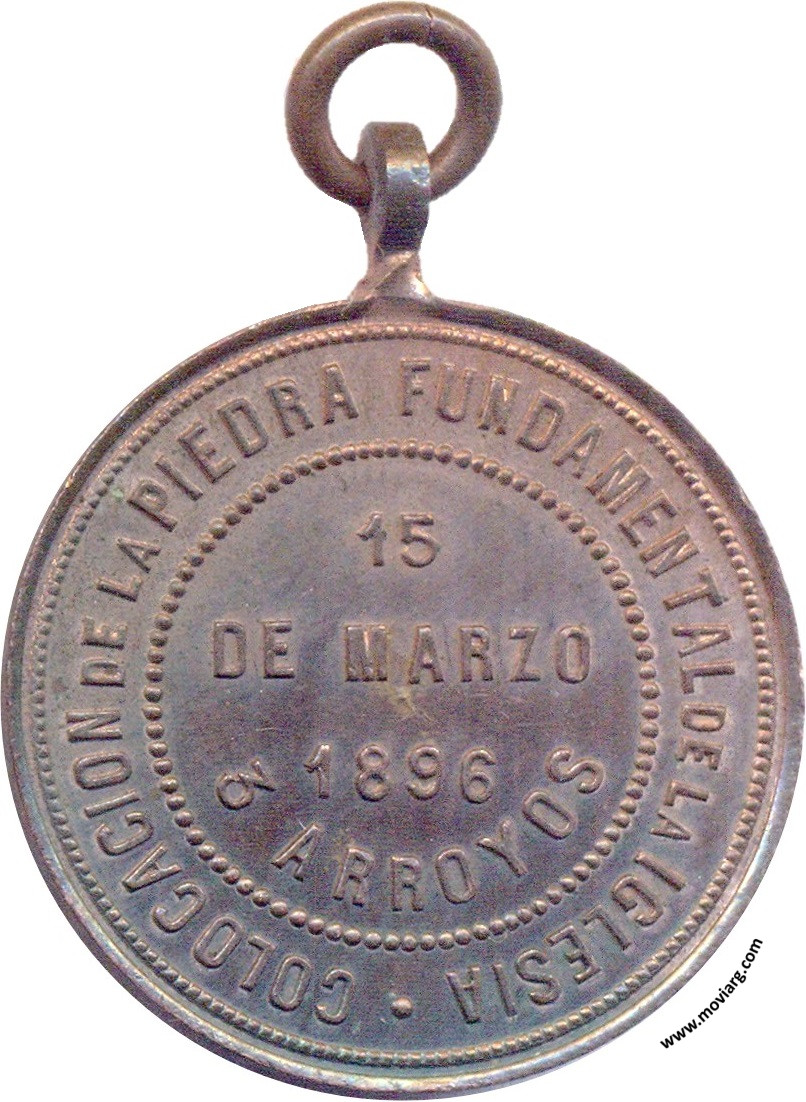 COLOCACION DE LA PIEDRA FUNDAMENTAL DE LA IGLESIA •
15
DE MARZO
1896
3 ARROYOS
www.moviarg.com